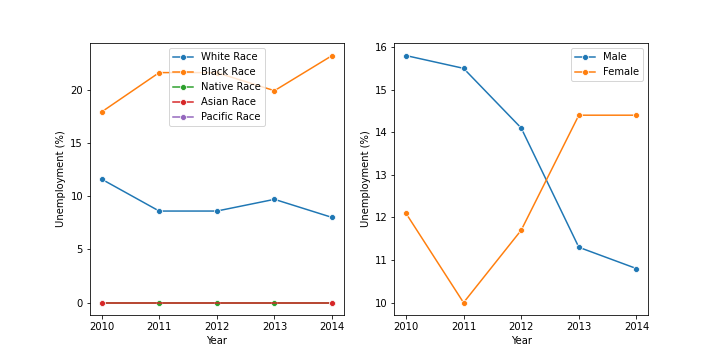 White Race
Black Race
Native Race
Asian Race
Pacific Race
Unemployment (%)
20
15
10
5
0
2010 2011 2012 2013 2014
Year
Male
Female
Unemployment (%)
16
15
14
13
12
11
10
2010 2011 2012 2013 2014
Year